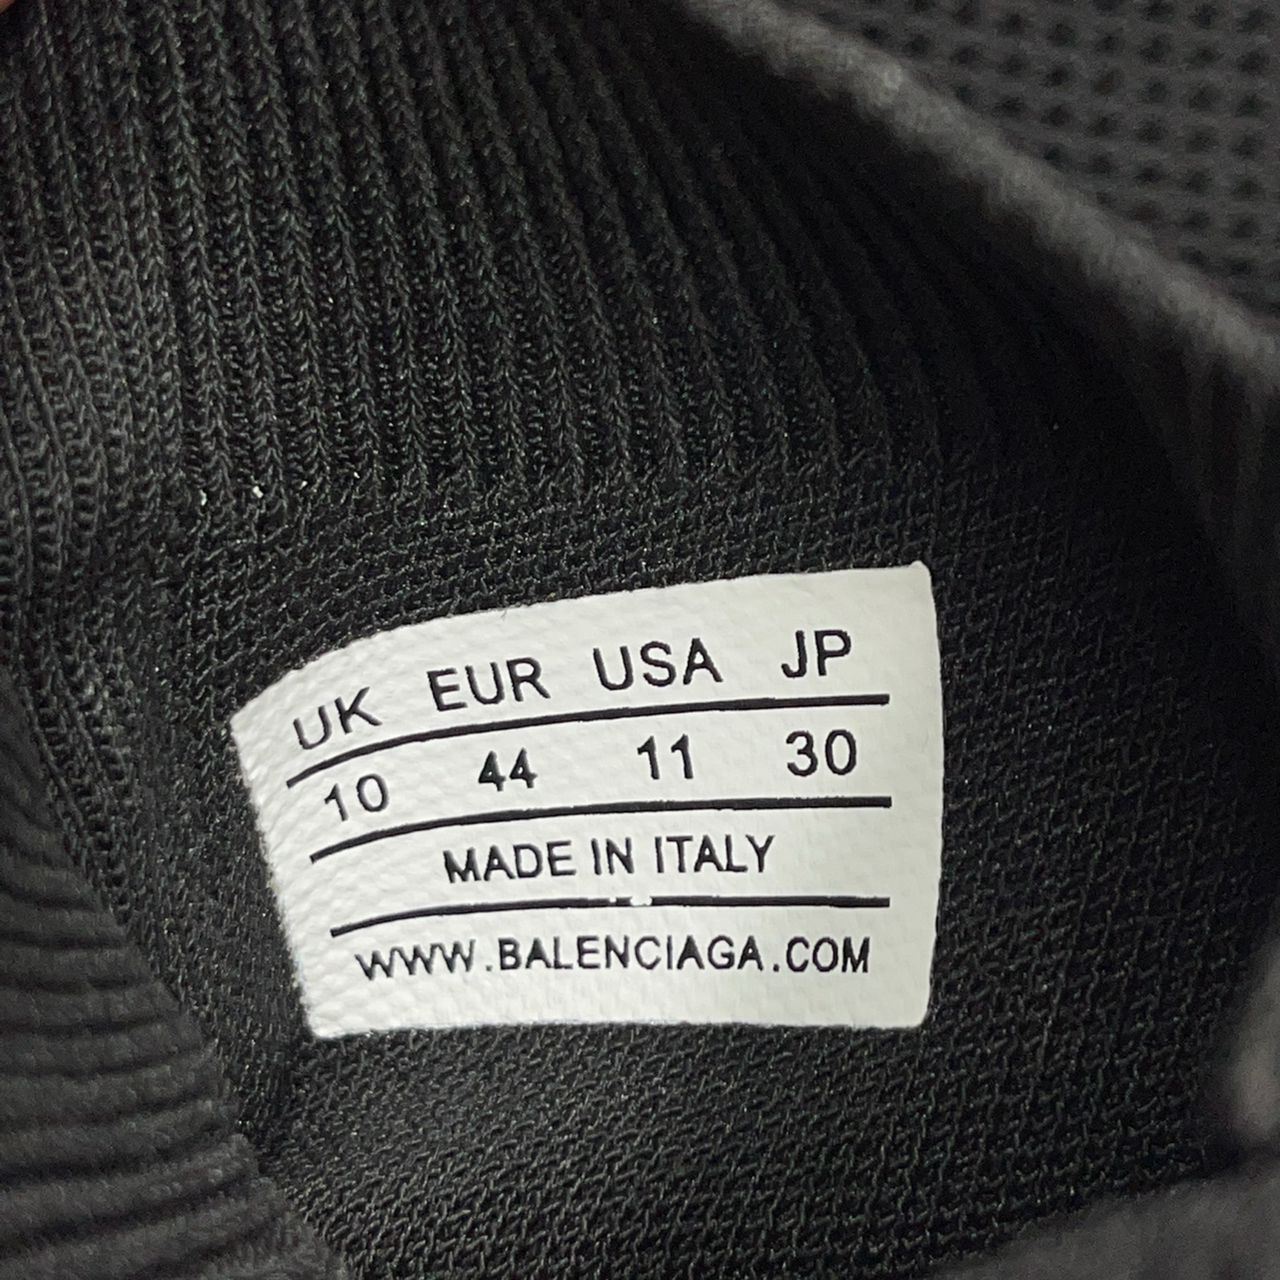 UK EUR USA JP
10 44 11 30
MADE IN ITALY
WWW.BALENCIAGA.COM